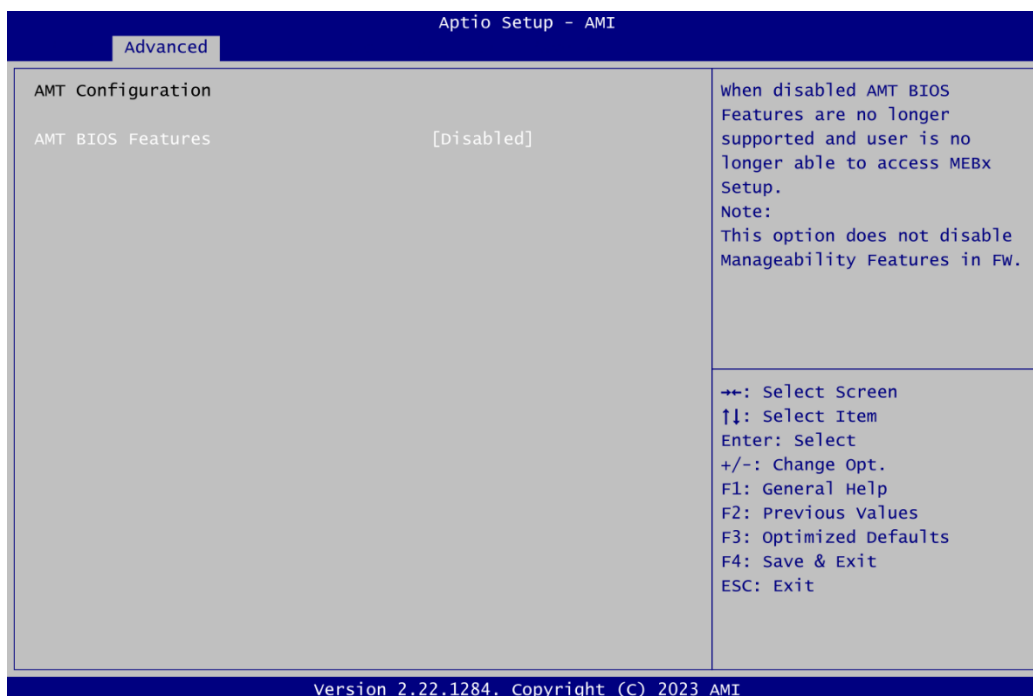 Aptio Setup - AMI
Advanced
AMT Configuration
AMT BIOS Features [Disabled]
When disabled AMT BIOS
Features are no longer
supported and user is no
longer able to access MEBx
Setup.
Note:
This option does not disable
Manageability Features in FW.
→←: Select Screen
↑↓: Select Item
Enter: Select
+/-: Change Opt.
F1: General Help
F2: Previous Values
F3: Optimized Defaults
F4: Save & Exit
ESC: Exit
Version 2.22.1284. Copyright (C) 2023 AMI